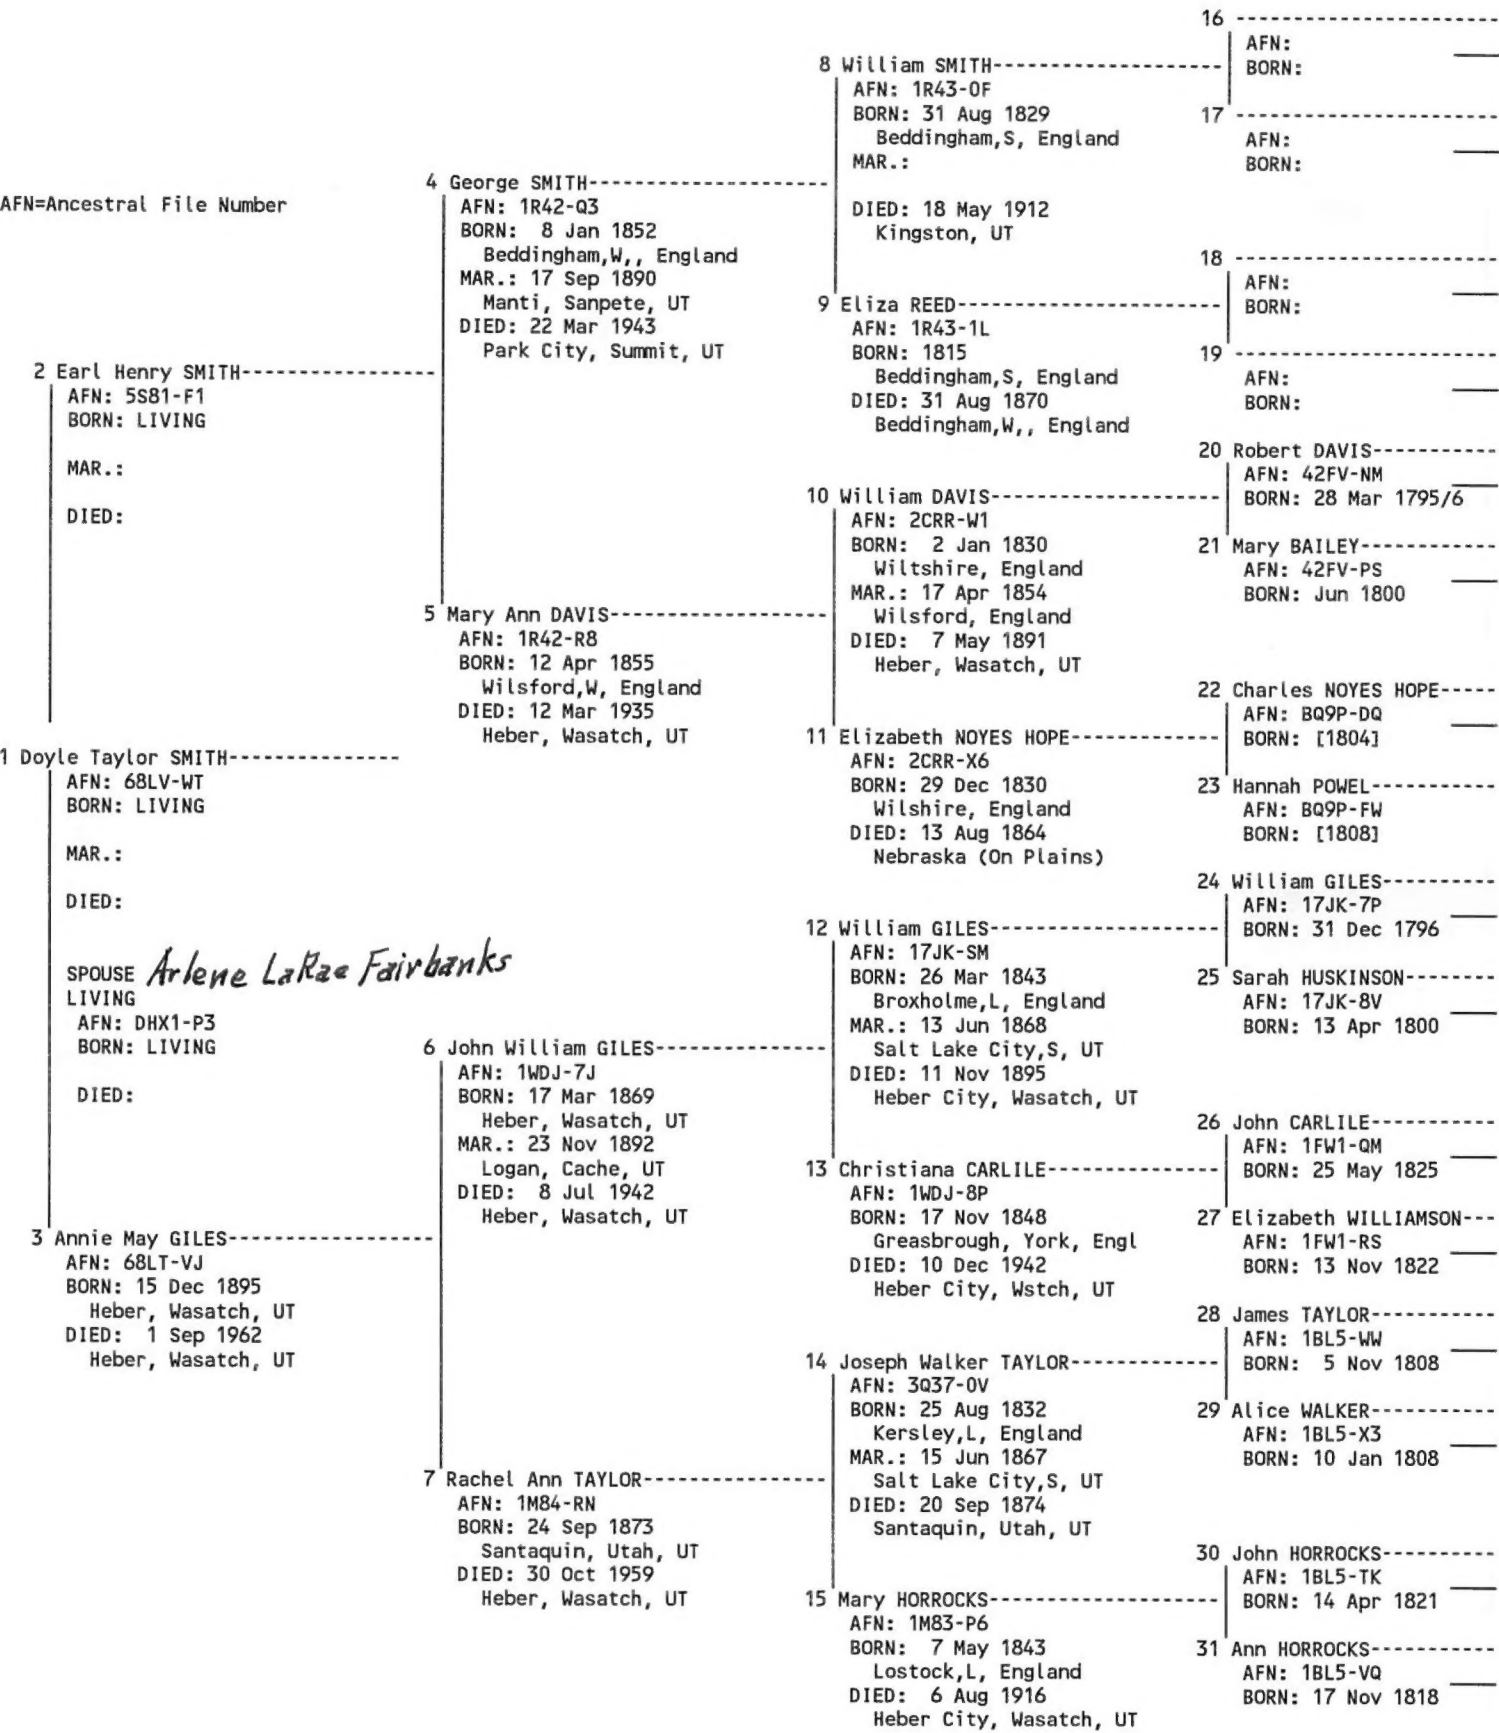 AFN=Ancestral File Number
1 Doyle Taylor SMITH---------------
AFN: 68LV-WT
BORN: LIVING
MAR.:
DIED:
SPOUSE Arlene LaRae Fairbanks
LIVING
AFN: DHX1-P3
BORN: LIVING
DIED:
2 Earl Henry SMITH----------------
AFN: 5S81-F1
BORN: LIVING
MAR.:
DIED:
3 Annie May GILES-----------------
AFN: 68LT-VJ
BORN: 15 Dec 1895
Heber, Wasatch, UT
DIED: 1 Sep 1962
Heber, Wasatch, UT
4 George SMITH--------------------
AFN: 1R42-Q3
BORN: 8 Jan 1852
Beddingham,W,, England
MAR.: 17 Sep 1890
Manti, Sanpete, UT
DIED: 22 Mar 1943
Park City, Summit, UT
5 Mary Ann DAVIS------------------
AFN: 1R42-R8
BORN: 12 Apr 1855
Wilsford,W, England
DIED: 12 Mar 1935
Heber, Wasatch, UT
6 John William GILES--------------
AFN: 1WDJ-7J
BORN: 17 Mar 1869
Heber, Wasatch, UT
MAR.: 23 Nov 1892
Logan, Cache, UT
DIED: 8 Jul 1942
Heber, Wasatch, UT
7 Rachel Ann TAYLOR---------------
AFN: 1M84-RN
BORN: 24 Sep 1873
Santaquin, Utah, UT
DIED: 30 Oct 1959
Heber, Wasatch, UT
8 William SMITH-------------------
AFN: 1R43-0F
BORN: 31 Aug 1829
Beddingham,S, England
MAR.:
DIED: 18 May 1912
Kingston, UT
9 Eliza REED----------------------
AFN: 1R43-1L
BORN: 1815
Beddingham,S, England
DIED: 31 Aug 1870
Beddingham,W,, England
10 William DAVIS-------------------
AFN: 2CRR-W1
BORN: 2 Jan 1830
Wiltshire, England
MAR.: 17 Apr 1854
Wilsford, England
DIED: 7 May 1891
Heber, Wasatch, UT
11 Elizabeth NOYES HOPE------------
AFN: 2CRR-X6
BORN: 29 Dec 1830
Wilshire, England
DIED: 13 Aug 1864
Nebraska (On Plains)
12 William GILES-------------------
AFN: 17JK-SM
BORN: 26 Mar 1843
Broxholme,L, England
MAR.: 13 Jun 1868
Salt Lake City,S, UT
DIED: 11 Nov 1895
Heber City, Wasatch, UT
13 Christiana CARLILE--------------
AFN: 1WDJ-8P
BORN: 17 Nov 1848
Greasbrough, York, Engl
DIED: 10 Dec 1942
Heber City, Wstch, UT
14 Joseph Walker TAYLOR------------
AFN: 3Q37-0V
BORN: 25 Aug 1832
Kersley,L, England
MAR.: 15 Jun 1867
Salt Lake City,S, UT
DIED: 20 Sep 1874
Santaquin, Utah, UT
15 Mary HORROCKS-------------------
AFN: 1M83-P6
BORN: 7 May 1843
Lostock,L, England
DIED: 6 Aug 1916
Heber City, Wasatch, UT
16 ----------------------
AFN:
BORN:
17 ----------------------
AFN:
BORN:
18 ----------------------
AFN:
BORN:
19 ----------------------
AFN:
BORN:
20 Robert DAVIS-----------
AFN: 42FV-NM
BORN: 28 Mar 1795/6
21 Mary BAILEY------------
AFN: 42FV-PS
BORN: Jun 1800
22 Charles NOYES HOPE-----
AFN: BQ9P-DQ
BORN: [1804]
23 Hannah POWEL-----------
AFN: BQ9P-FW
BORN: [1808]
24 William GILES----------
AFN: 17JK-7P
BORN: 31 Dec 1796
25 Sarah HUSKINSON--------
AFN: 17JK-8V
BORN: 13 Apr 1800
26 John CARLILE-----------
AFN: 1FW1-QM
BORN: 25 May 1825
27 Elizabeth WILLIAMSON---
AFN: 1FW1-RS
BORN: 13 Nov 1822
28 James TAYLOR-----------
AFN: 1BL5-WW
BORN: 5 Nov 1808
29 Alice WALKER-----------
AFN: 1BL5-X3
BORN: 10 Jan 1808
30 John HORROCKS----------
AFN: 1BL5-TK
BORN: 14 Apr 1821
31 Ann HORROCKS-----------
AFN: 1BL5-VQ
BORN: 17 Nov 1818